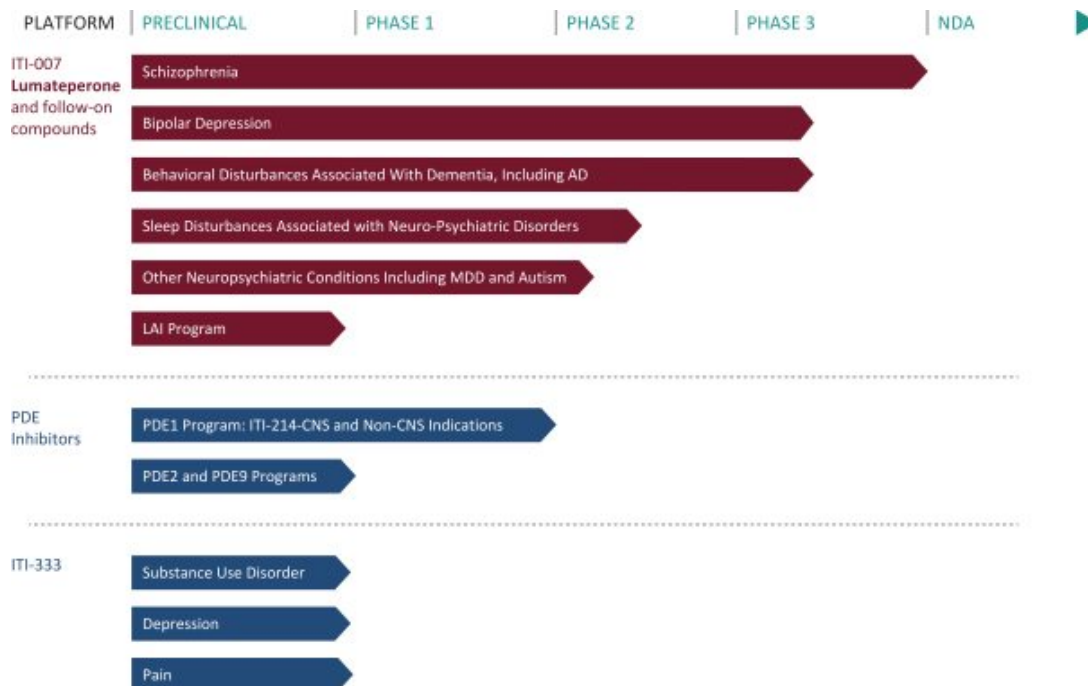 PLATFORM PRECLINICAL PHASE 1 PHASE 2 PHASE 3 NDA
ITI-007
Lumateperone
and follow-on
compounds
Schizophrenia
Bipolar Depression
Behavioral Disturbances Associated With Dementia, Including AD
Sleep Disturbances Associated with Neuro-Psychiatric Disorders
Other Neuropsychiatric Conditions Including MDD and Autism
LAI Program
PDE
Inhibitors
PDE1 Program: ITI-214-CNS and Non-CNS Indications
PDE2 and PDE9 Programs
ITI-333
Substance Use Disorder
Depression
Pain